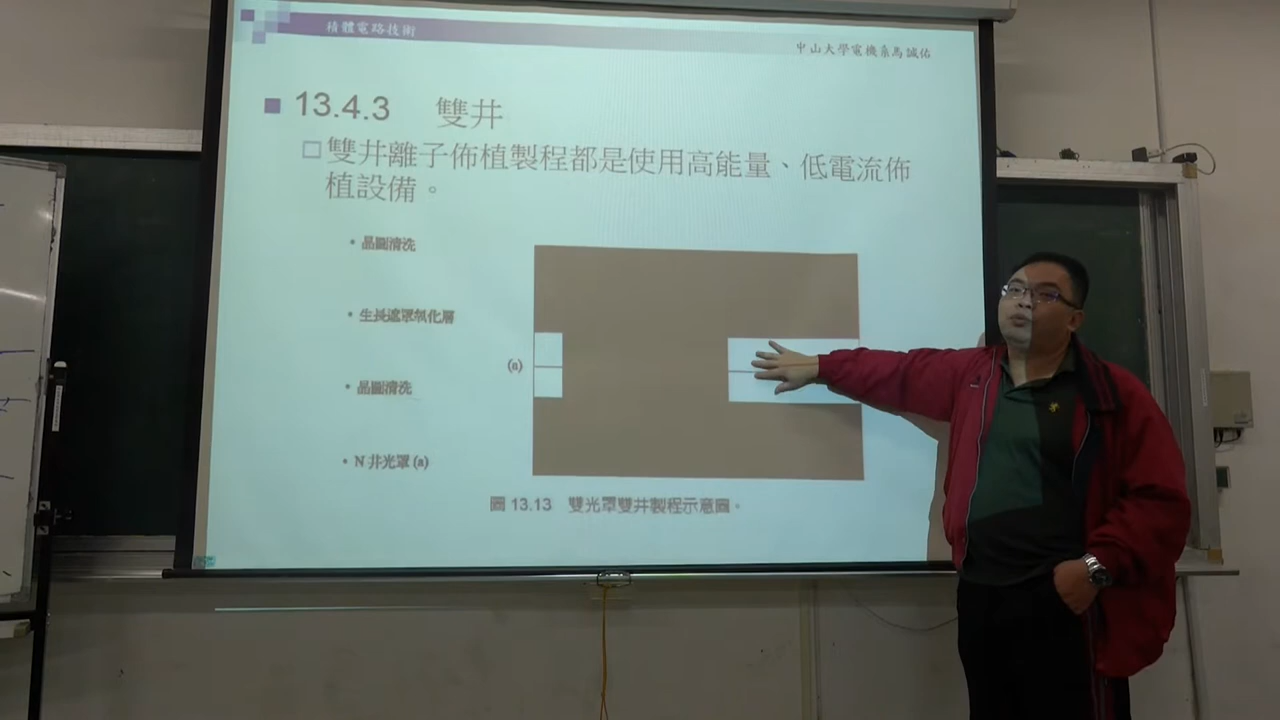 積體電路技術
中山大學電機系馬誠佑
13.4.3 雙井
雙井離子佈植製程都是使用高能量、低電流佈
植設備。
• 晶圓清洗
• 生長遮罩氧化層
(a)
• 晶圓清洗
• N 井光罩 (a)
圖 13.13 雙光罩雙井製程示意圖。